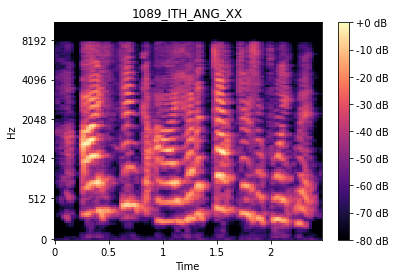 1089_ITH_ANG_XX
8192
4096
2048
1024
512
0
Hz
0 0.5 1 1.5 2
Time
+0 dB
-10 dB
-20 dB
-30 dB
-40 dB
-50 dB
-60 dB
-70 dB
-80 dB